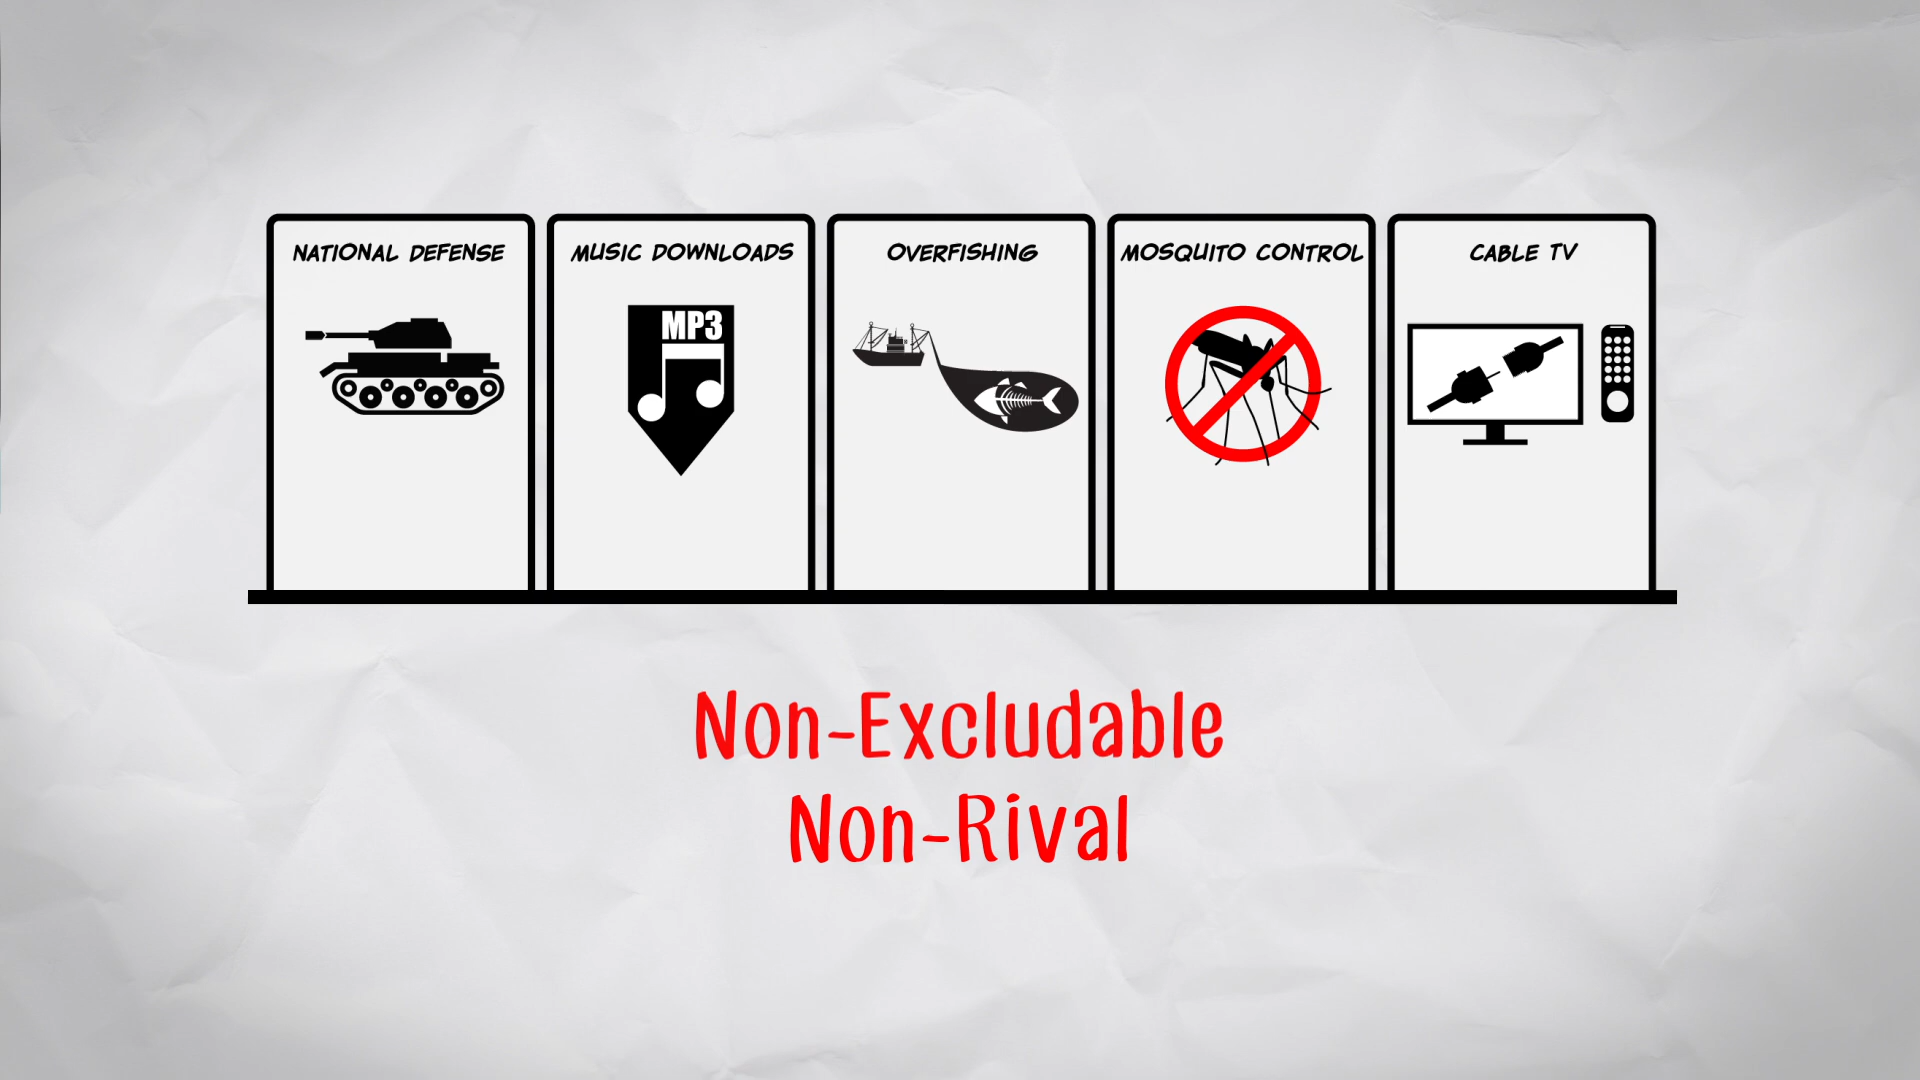 NATIONAL DEFENSE
MUSIC DOWNLOADS
OVERFISHING
MOSQUITO CONTROL
CABLE TV
MP3
Non-Excludable
Non-Rival